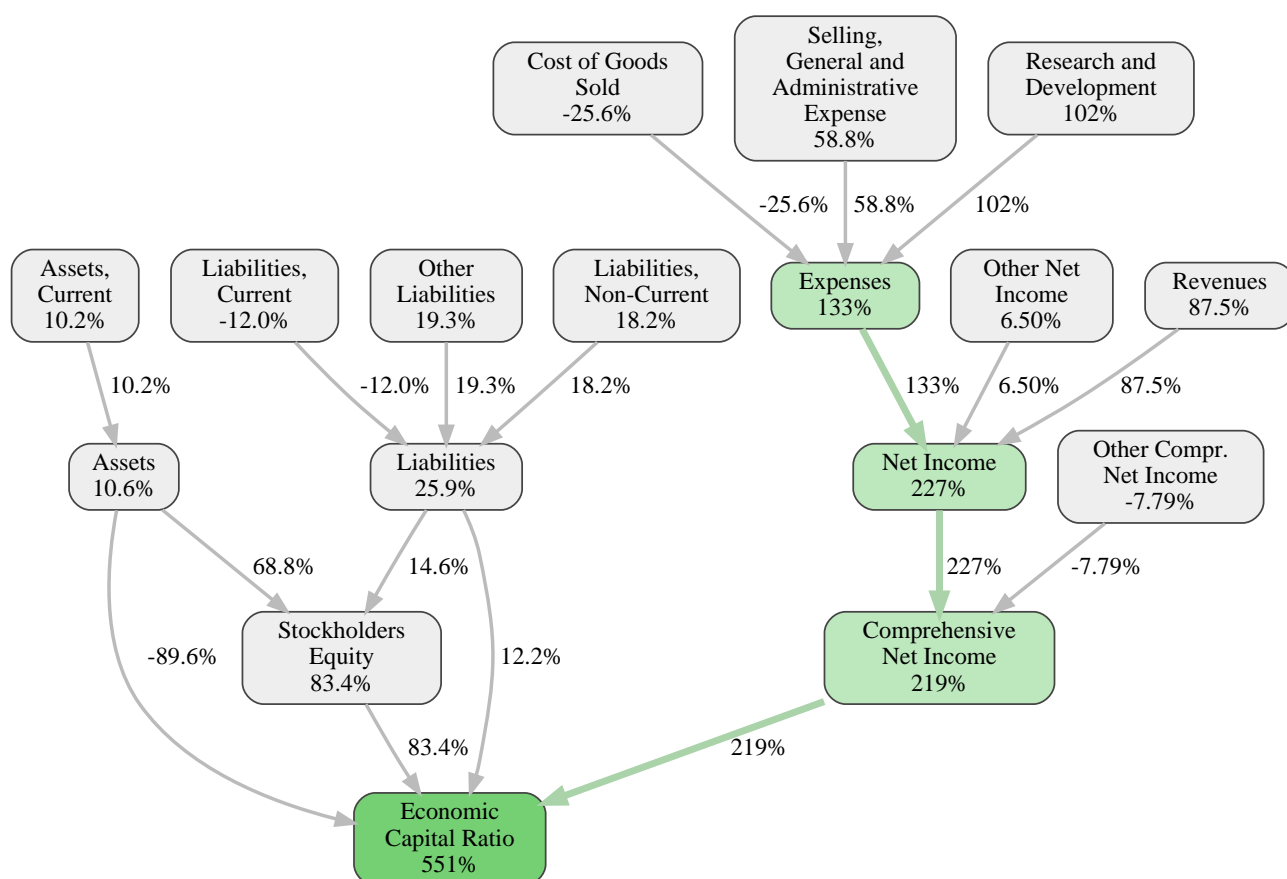 Cost of Goods
Sold
-25.6%
Selling,
General and
Administrative
Expense
58.8%
Research and
Development
102%
-25.6%
58.8%
102%
Assets,
Current
10.2%
Liabilities,
Current
-12.0%
Other
Liabilities
19.3%
Liabilities,
Non-Current
18.2%
Expenses
133%
Other Net
Income
6.50%
Revenues
87.5%
10.2%
-12.0%
19.3%
18.2%
133%
6.50%
87.5%
Assets
10.6%
Liabilities
25.9%
Net Income
227%
Other Compr.
Net Income
-7.79%
68.8%
14.6%
227%
-7.79%
Stockholders
Equity
83.4%
Comprehensive
Net Income
219%
-89.6%
12.2%
83.4%
219%
Economic
Capital Ratio
551%